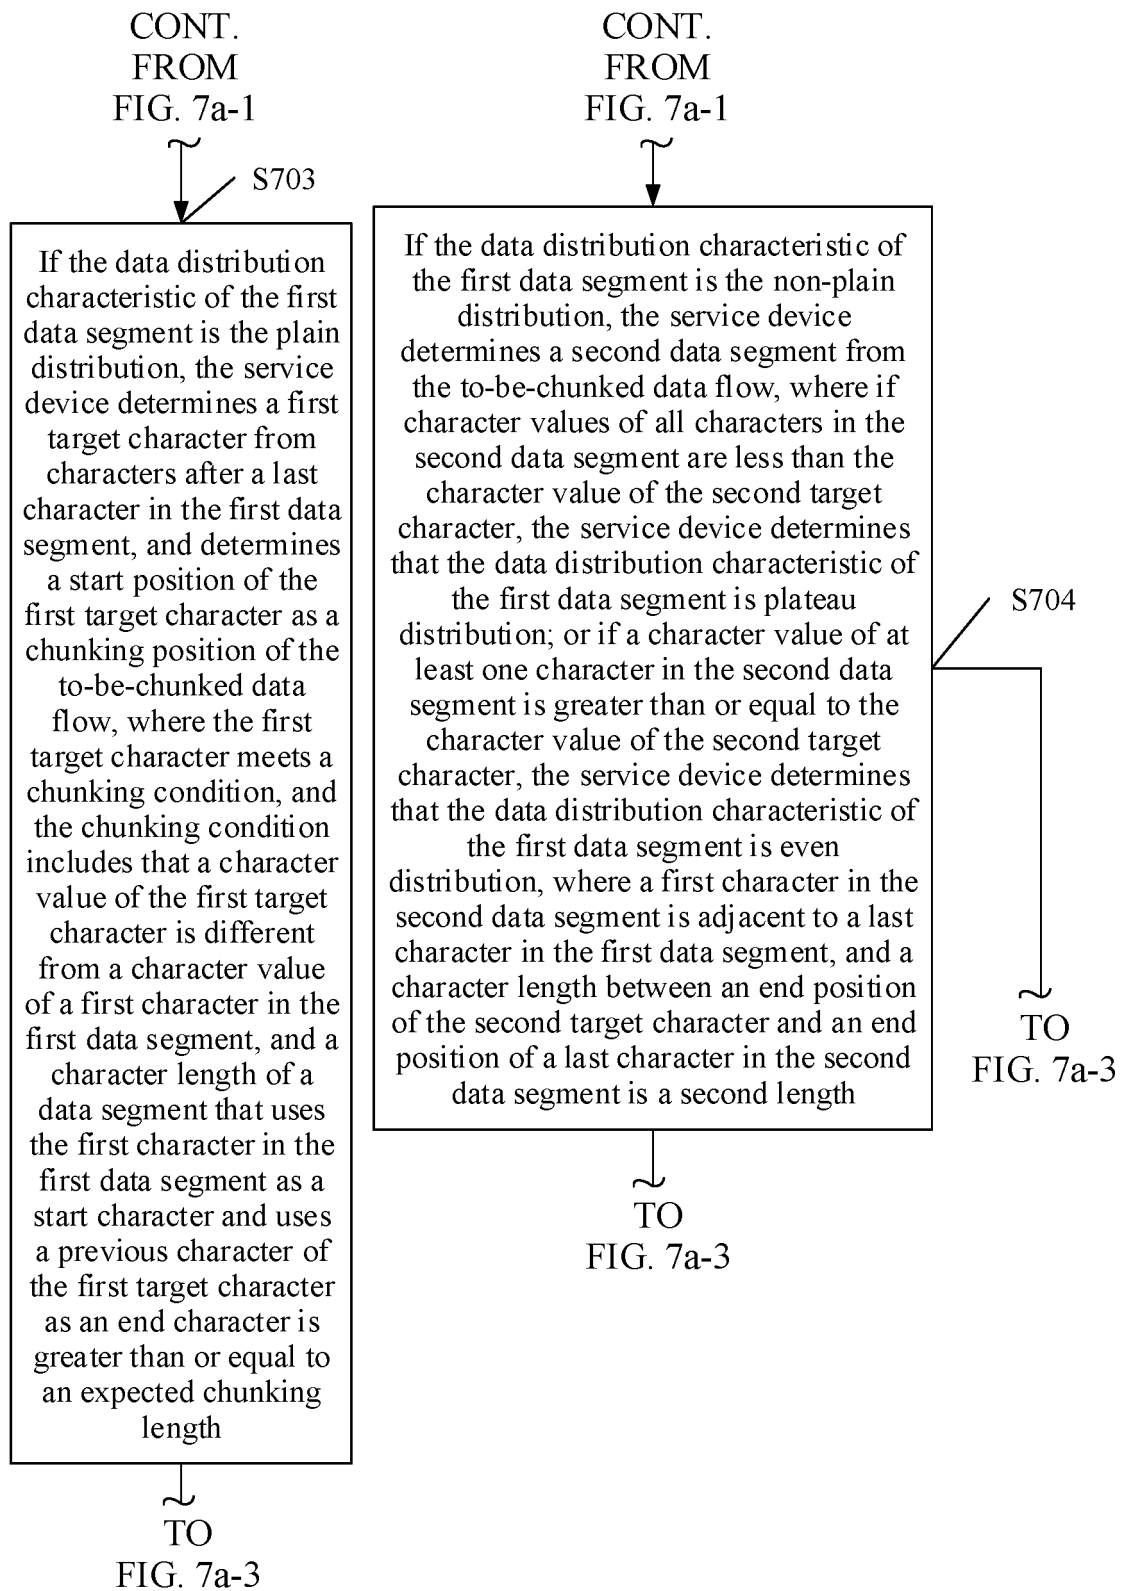 CONT.
FROM
FIG. 7a-1
S703
If the data distribution
characteristic of the first
data segment is the plain
distribution, the service
device determines a first
target character from
characters after a last
character in the first data
segment, and determines
a start position of the
first target character as a
chunking position of the
to-be-chunked data
flow, where the first
target character meets a
chunking condition, and
the chunking condition
includes that a character
value of the first target
character is different
from a character value
of a first character in the
first data segment, and a
character length of a
data segment that uses
the first character in the
first data segment as a
start character and uses
a previous character of
the first target character
as an end character is
greater than or equal to
an expected chunking
length
TO
FIG. 7a-3
CONT.
FROM
FIG. 7a-1
If the data distribution characteristic of
the first data segment is the non-plain
distribution, the service device
determines a second data segment from
the to-be-chunked data flow, where if
character values of all characters in the
second data segment are less than the
character value of the second target
character, the service device determines
that the data distribution characteristic of
the first data segment is plateau
distribution; or if a character value of at
least one character in the second data
segment is greater than or equal to the
character value of the second target
character, the service device determines
that the data distribution characteristic of
the first data segment is even
distribution, where a first character in the
second data segment is adjacent to a last
character in the first data segment, and a
character length between an end position
of the second target character and an end
position of a last character in the second
data segment is a second length
S704
TO
FIG. 7a-3
TO
FIG. 7a-3